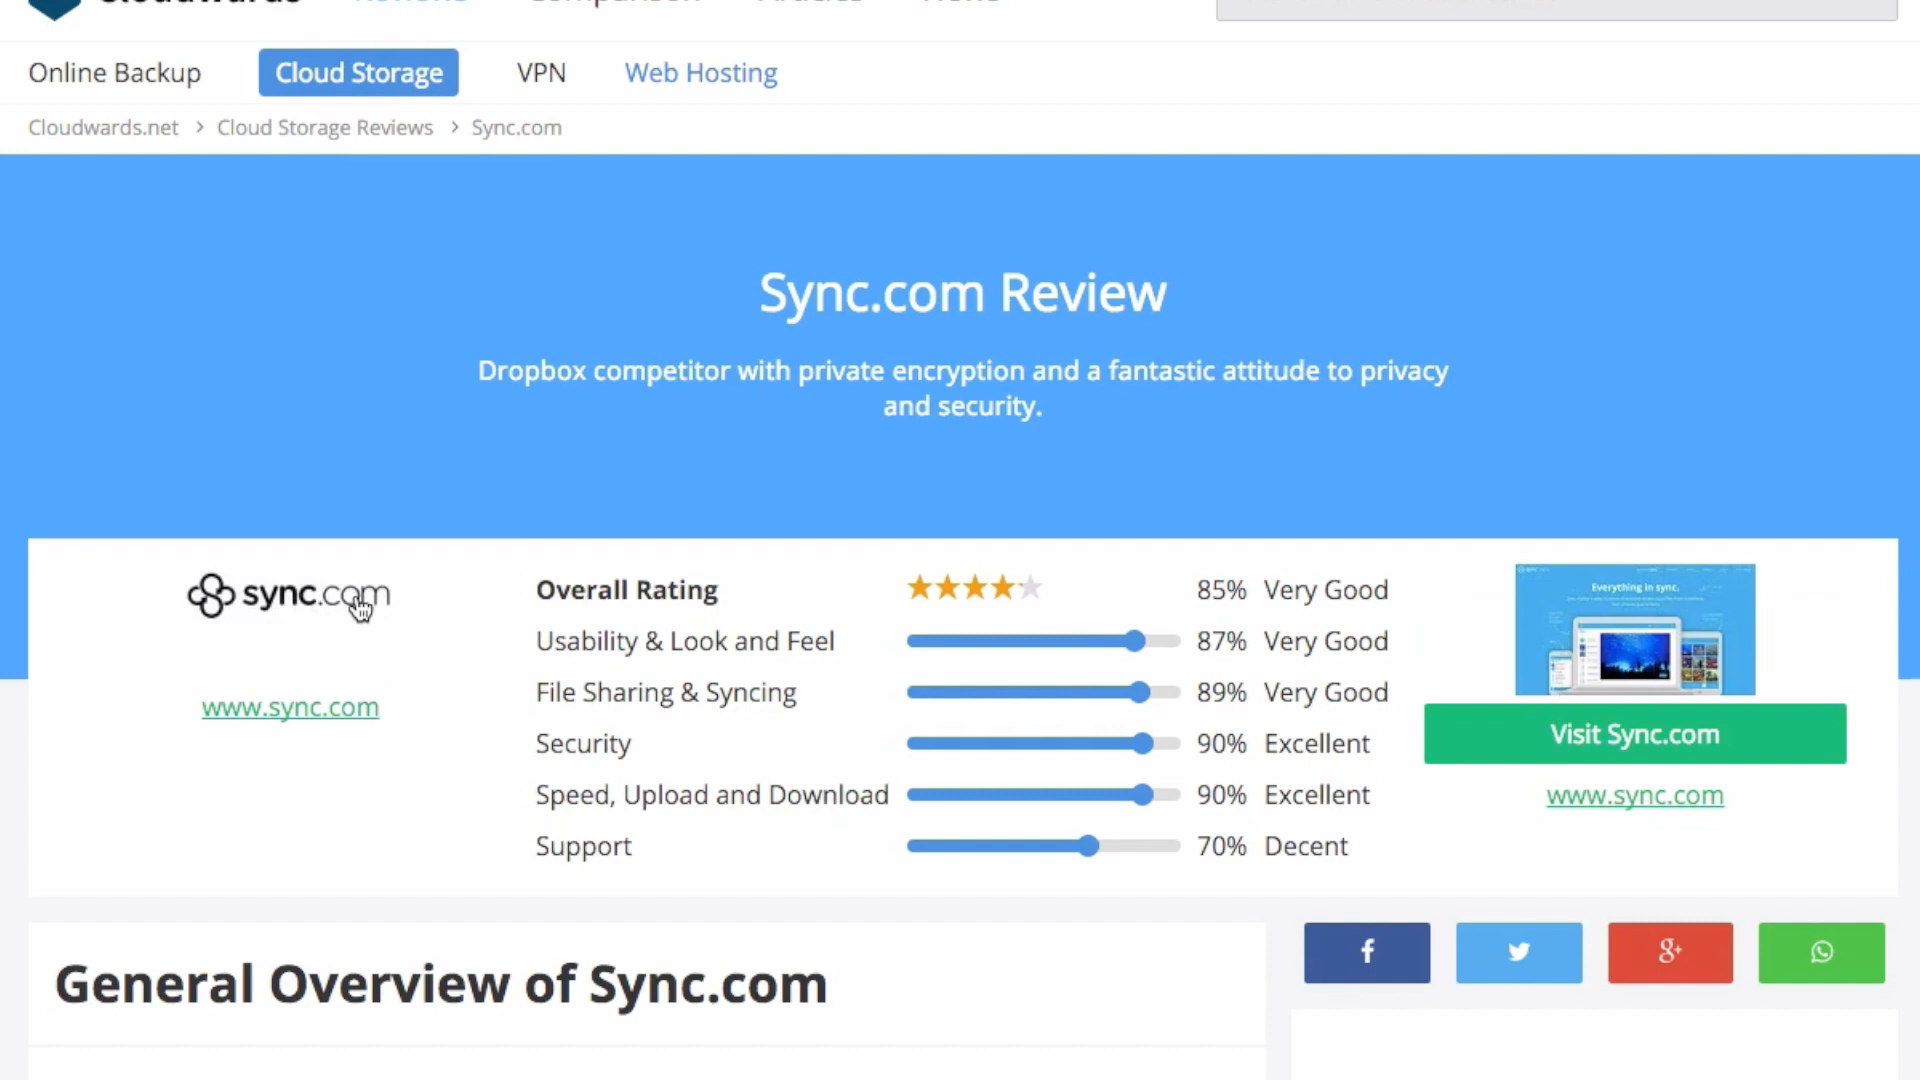 Online Backup Cloud Storage VPN Web Hosting
Cloudwards.net > Cloud Storage Reviews > Sync.com
Sync.com Review
Dropbox competitor with private encryption and a fantastic attitude to privacy
and security.
sync.com
www.sync.com
Overall Rating 85% Very Good
Usability & Look and Feel 87% Very Good
File Sharing & Syncing 89% Very Good
Security 90% Excellent
Speed, Upload and Download 90% Excellent
Support 70% Decent
Everything in sync.
Visit Sync.com
www.sync.com
General Overview of Sync.com